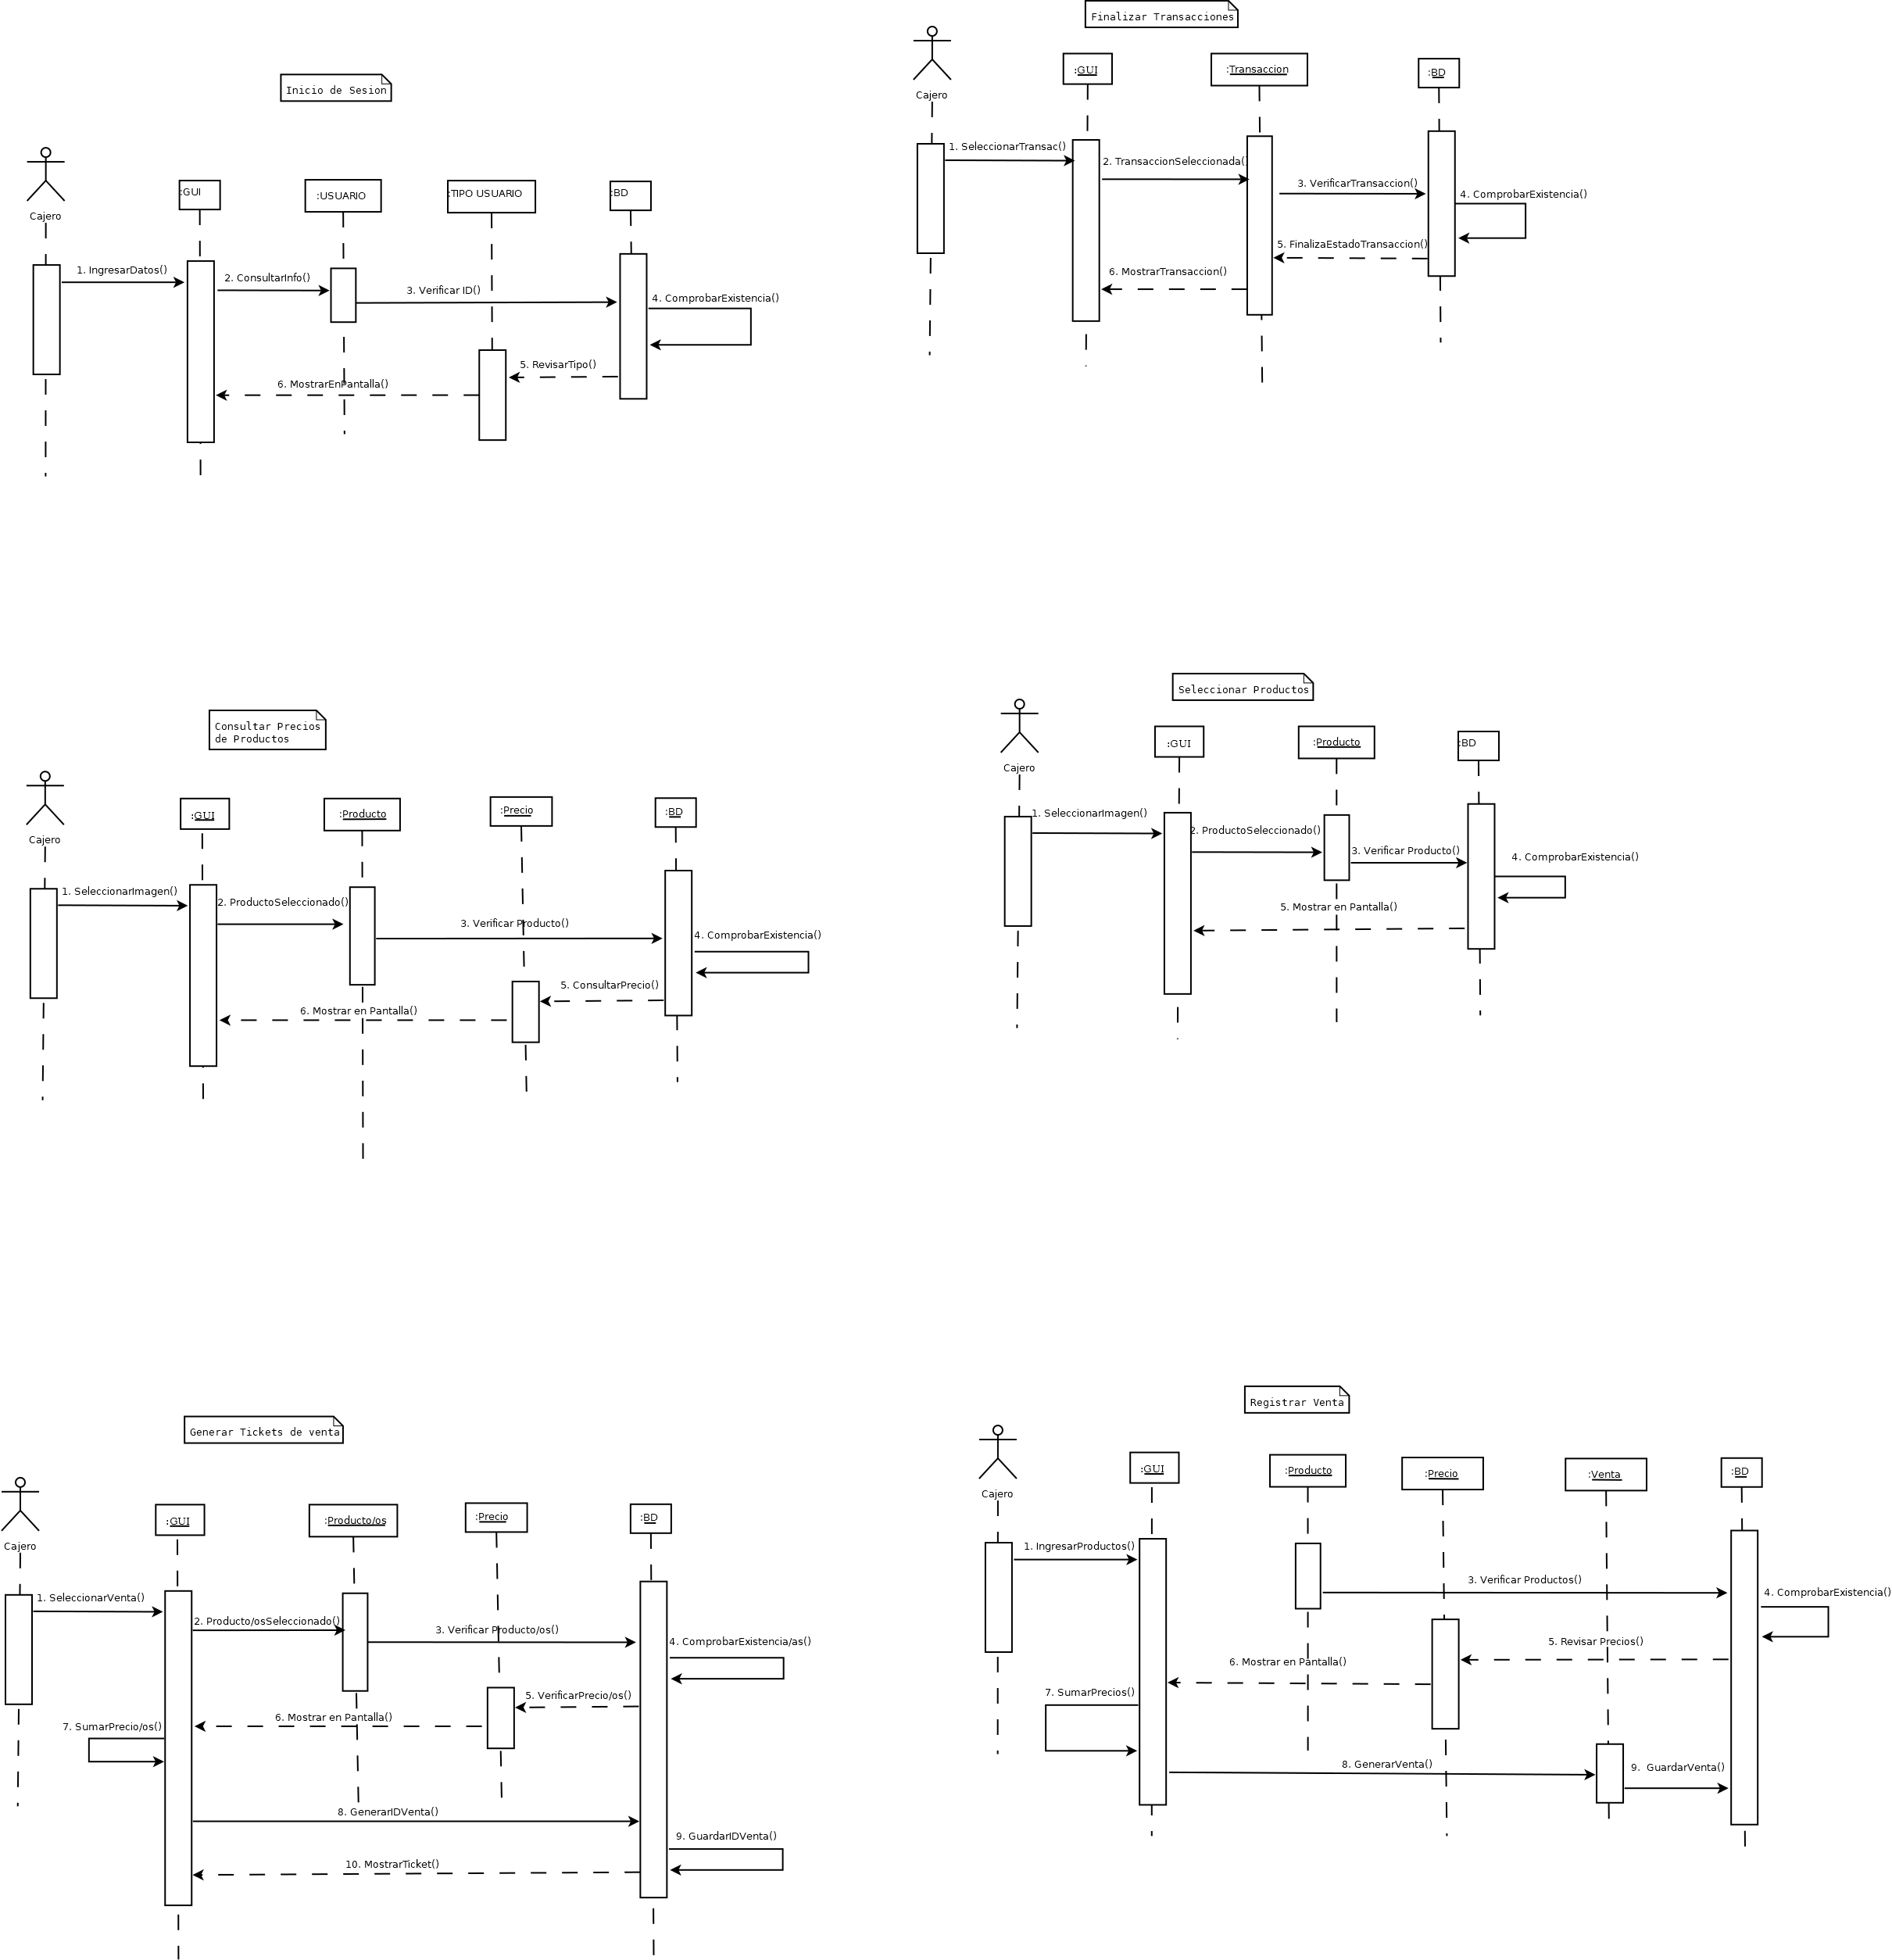 Inicio de Sesion
Cajero
:GUI
:USUARIO
:TIPO USUARIO
:BD
1. IngresarDatos()
2. ConsultarInfo()
3. Verificar ID()
4. ComprobarExistencia()
5. RevisarTipo()
6. MostrarEnPantalla()
Finalizar Transacciones
Cajero
:GUI
:Transaccion
:BD
1. SeleccionarTransac()
2. TransaccionSeleccionada()
3. VerificarTransaccion()
4. ComprobarExistencia()
5. FinalizaEstadoTransaccion()
6. MostrarTransaccion()
Consultar Precios
de Productos
Cajero
:GUI
:Producto
:Precio
:BD
1. SeleccionarImagen()
2. ProductoSeleccionado()
3. Verificar Producto()
4. ComprobarExistencia()
5. ConsultarPrecio()
6. Mostrar en Pantalla()
Seleccionar Productos
Cajero
:GUI
:Producto
:BD
1. SeleccionarImagen()
2. ProductoSeleccionado()
3. Verificar Producto()
4. ComprobarExistencia()
5. Mostrar en Pantalla()
Generar Tickets de venta
Cajero
:GUI
:Producto/os
:Precio
:BD
1. SeleccionarVenta()
2. Producto/osSeleccionado()
3. Verificar Producto/os()
4. ComprobarExistencia/as()
5. VerificarPrecio/os()
6. Mostrar en Pantalla()
7. SumarPrecio/os()
8. GenerarIDVenta()
9. GuardarIDVenta()
10. MostrarTicket()
Registrar Venta
Cajero
:GUI
:Producto
:Precio
:Venta
:BD
1. IngresarProductos()
3. Verificar Productos()
4. ComprobarExistencia()
5. Revisar Precios()
6. Mostrar en Pantalla()
7. SumarPrecios()
8. GenerarVenta()
9. GuardarVenta()